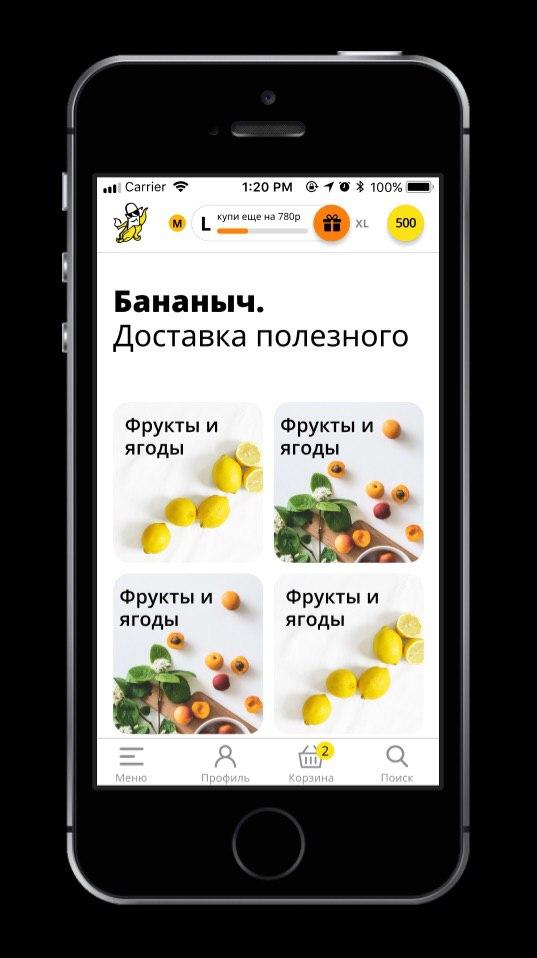 Carrier 1:20 PM 100%
M L купи еще на 780р XL 500
Бананыч.
Доставка полезного
Фрукты и
ягоды
Фрукты и
ягоды
Фрукты и
ягоды
Фрукты и
ягоды
2
Меню Профиль Корзина Поиск